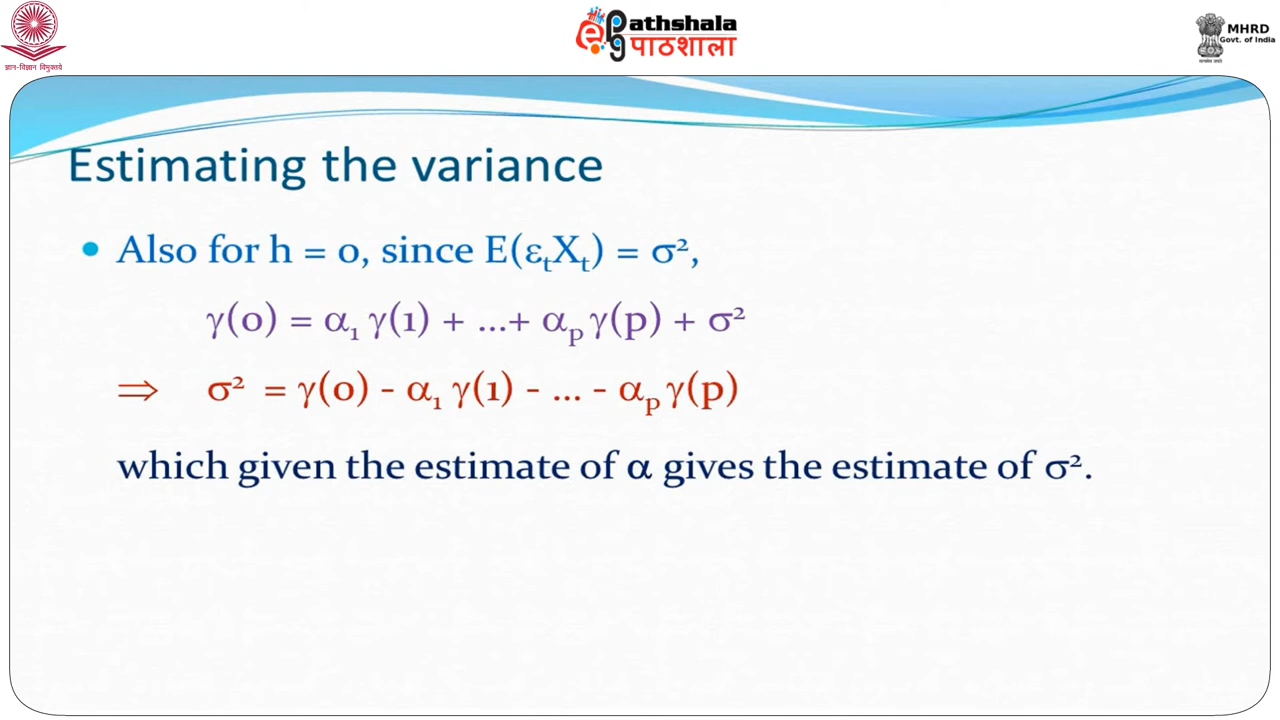 ePathshala
पाठशाला
MHRD
Govt. of India
ज्ञान-विज्ञान विमुक्तये
Estimating the variance
• Also for h = 0, since E(εₜXₜ) = σ²,
γ(0) = α₁ γ(1) + ...+ αₚ γ(p) + σ²
⇒ σ² = γ(0) - α₁ γ(1) - ... - αₚ γ(p)
which given the estimate of α gives the estimate of σ².